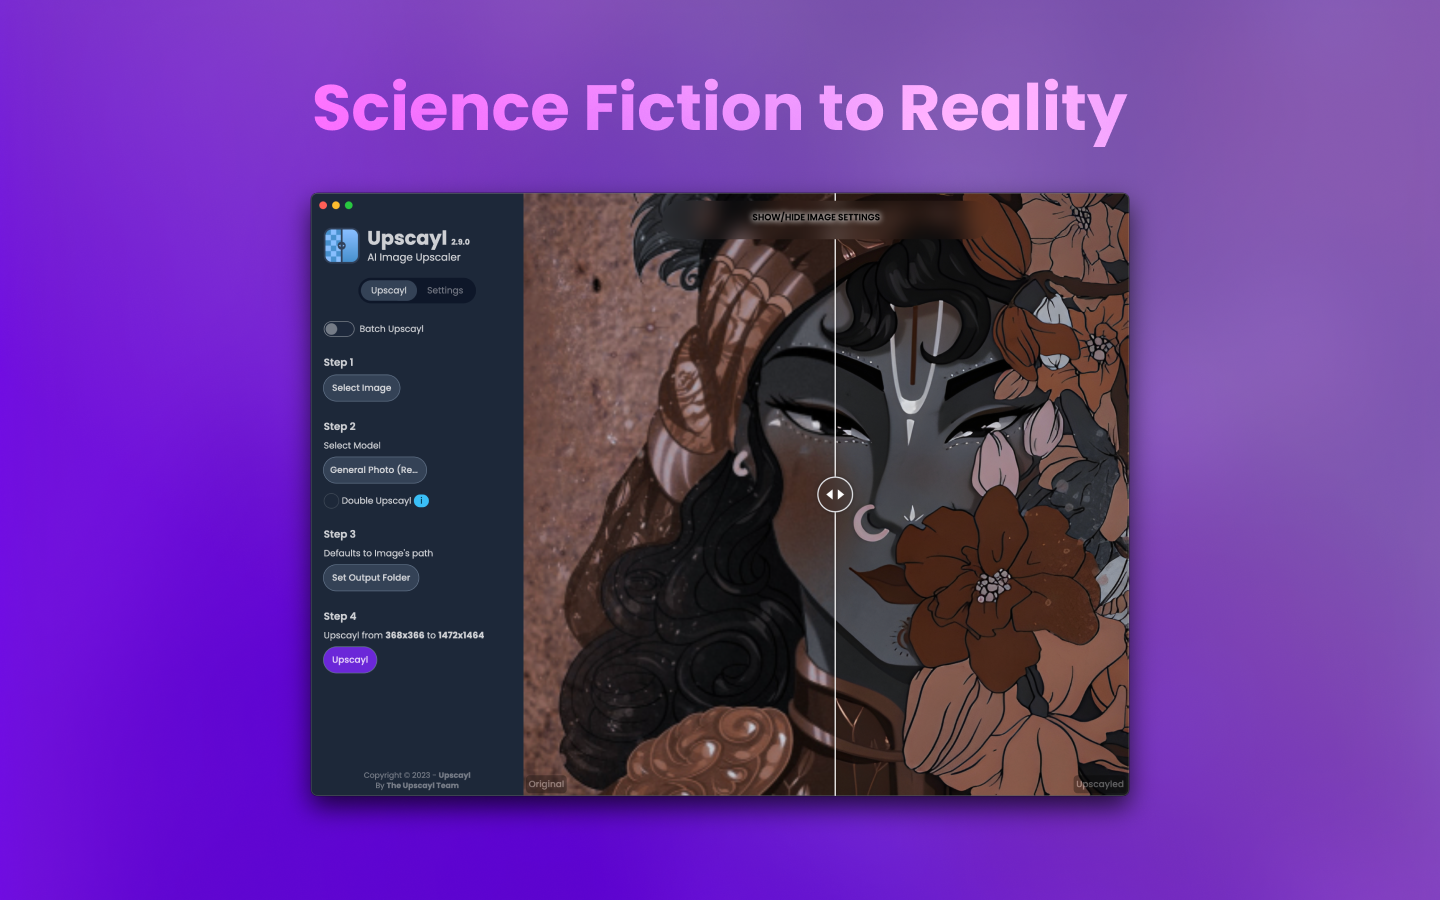 Science Fiction to Reality
SHOW/HIDE IMAGE SETTINGS
Upscayl 2.9.0
AI Image Upscaler
Upscayl Settings
Batch Upscayl
Step 1
Select Image
Step 2
Select Model
General Photo (Re...
Double Upscayl i
Step 3
Defaults to Image's path
Set Output Folder
Step 4
Upscayl from 368x366 to 1472x1464
Upscayl
Copyright © 2023 - Upscayl
By The Upscayl Team
Original
Upscayled